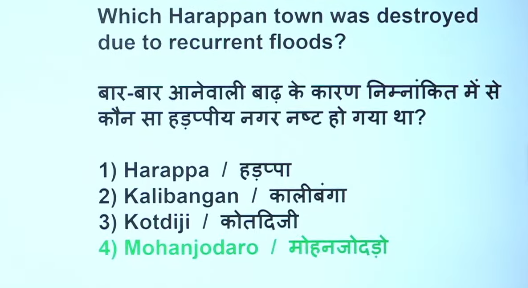 Which Harappan town was destroyed
due to recurrent floods?
बार-बार आनेवाली बाढ़ के कारण निम्नांकित में से
कौन सा हड़प्पीय नगर नष्ट हो गया था?
1) Harappa / हड़प्पा
2) Kalibangan / कालीबंगा
3) Kotdiji / कोतदिजी
4) Mohanjodaro / मोहनजोदड़ो